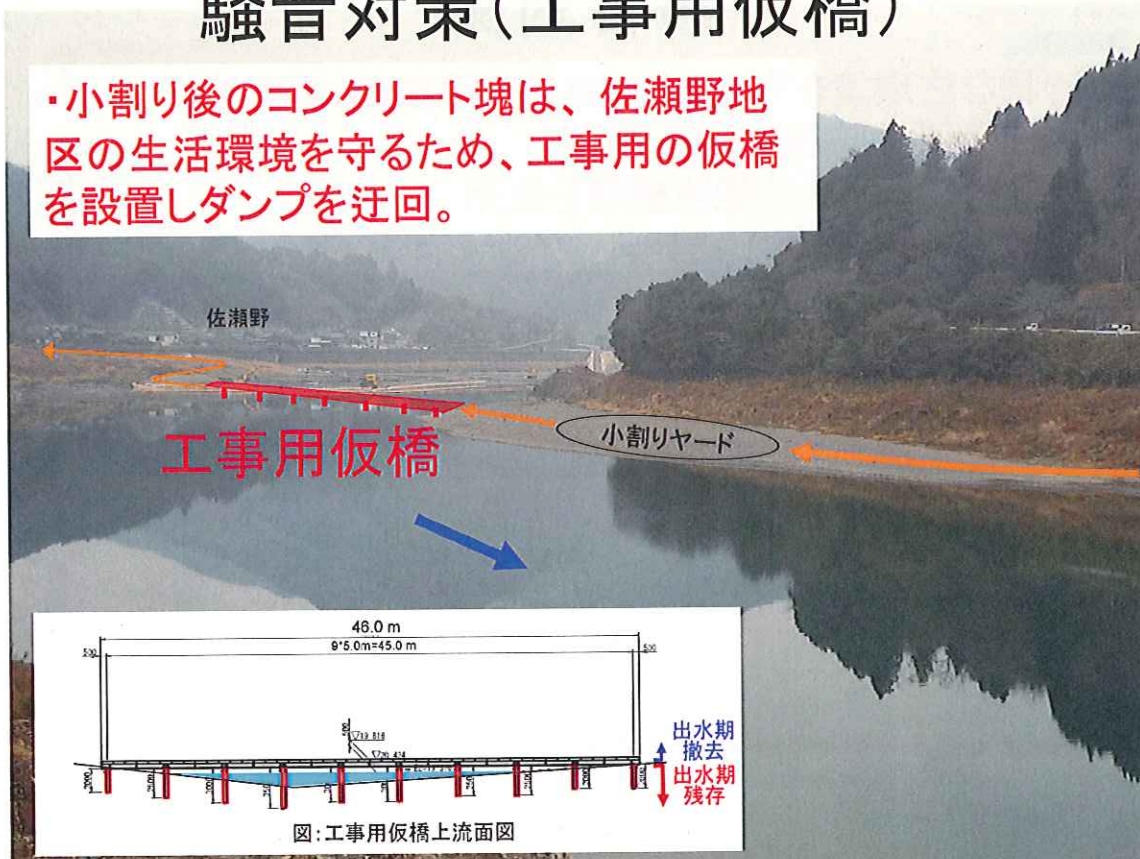 騒音対策(工事用仮橋)
・小割り後のコンクリート塊は、佐瀬野地
区の生活環境を守るため、工事用の仮橋
を設置しダンプを迂回。
佐瀬野
工事用仮橋
小割りヤード
46.0 m
9*5.0m=45.0 m
500
500
出水期
撤去
出水期
残存
図:工事用仮橋上流面図